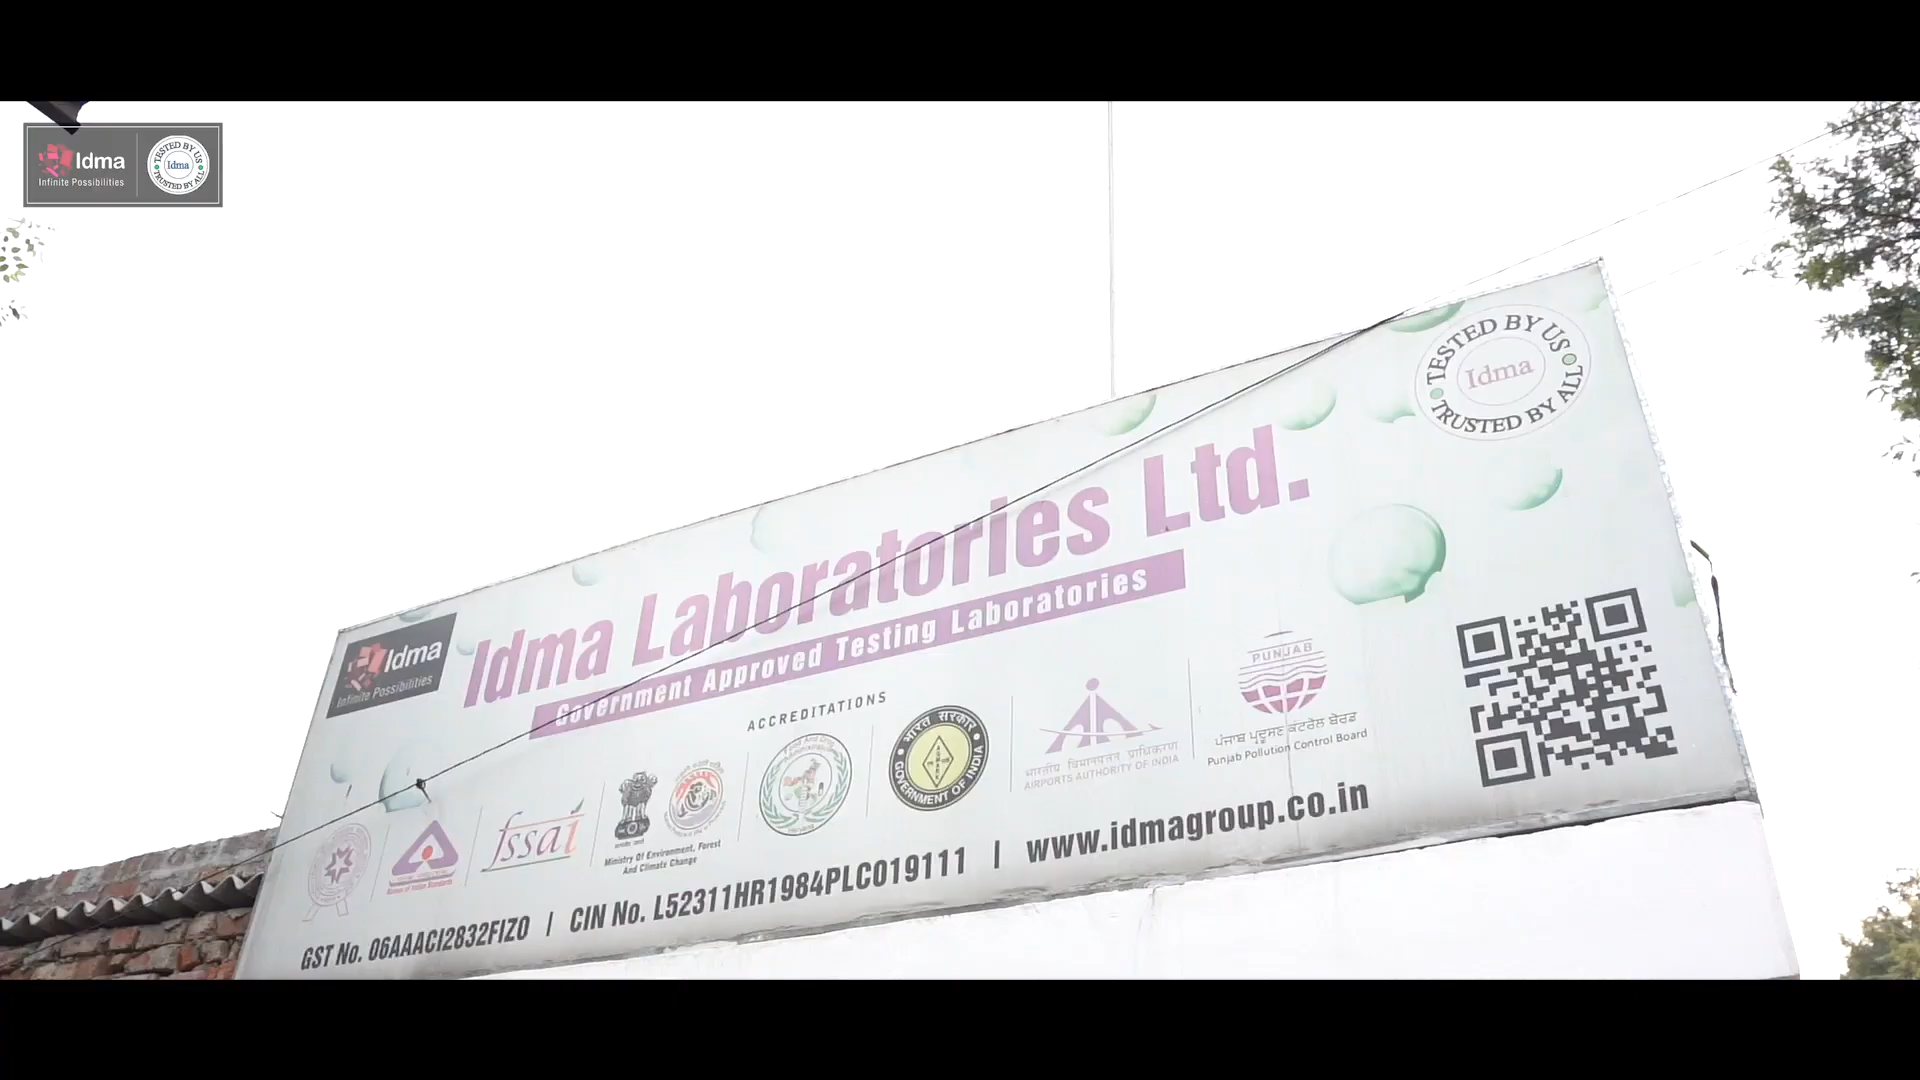 Idma
Infinite Possibilities
TESTED BY US
Idma
TRUSTED BY ALL
TESTED BY US
Idma
TRUSTED BY ALL
Idma
Infinite Possibilities
Idma Laboratories Ltd.
Government Approved Testing Laboratories
ACCREDITATIONS
fssai
Ministry Of Environment, Forest
And Climate Change
भारत सरकार
GOVERNMENT OF INDIA
भारतीय विमानपत्तन प्राधिकरण
AIRPORTS AUTHORITY OF INDIA
PUNJAB
ਪੰਜਾਬ ਪ੍ਰਦੂਸ਼ਣ ਕੰਟਰੋਲ ਬੋਰਡ
Punjab Pollution Control Board
GST No. 06AAACI2832FIZ0 | CIN No. L52311HR1984PLC019111 | www.idmagroup.co.in